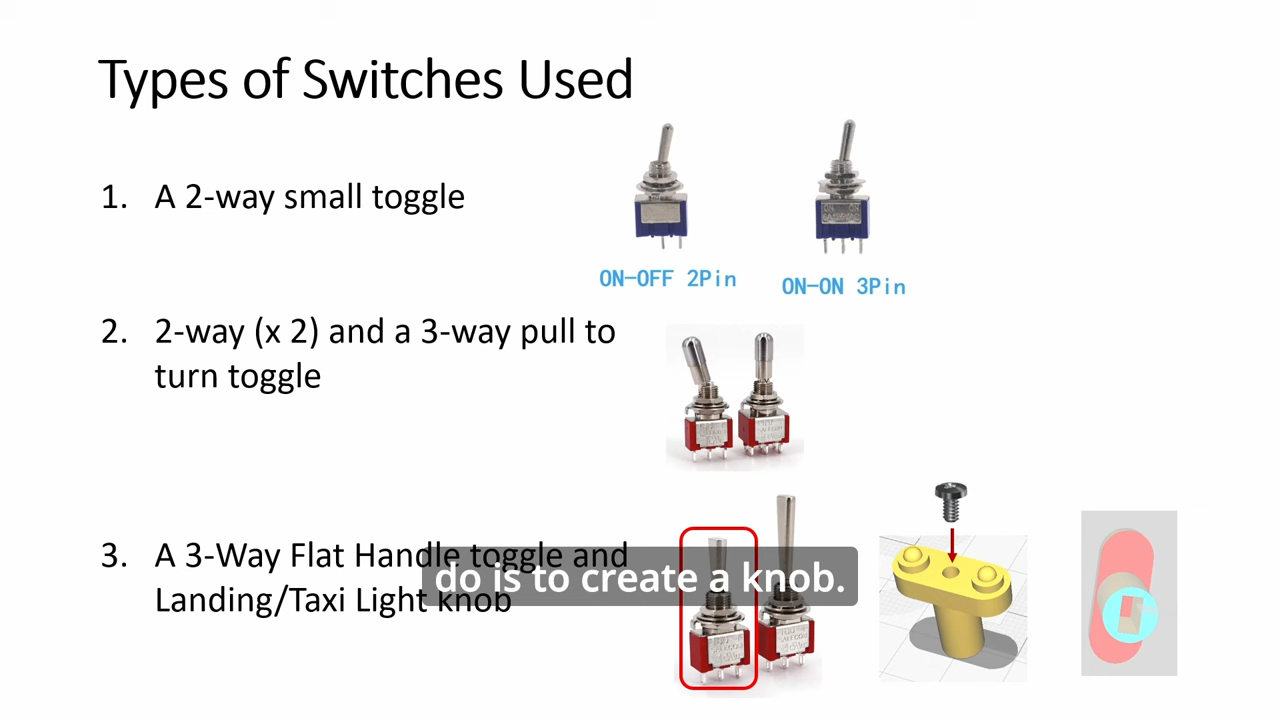 Types of Switches Used
1. A 2-way small toggle
ON-OFF 2Pin
ON-ON 3Pin
2. 2-way (x 2) and a 3-way pull to
turn toggle
3. A 3-Way Flat Handle toggle and
Landing/Taxi Light knob
do is to create a knob.
ON ON